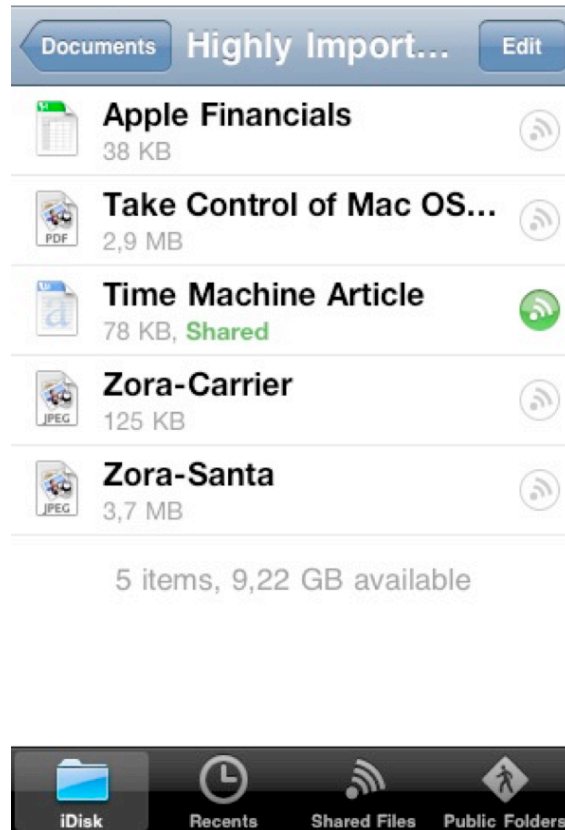 Documents Highly Import... Edit
Apple Financials
38 KB
Take Control of Mac OS...
PDF
2,9 MB
Time Machine Article
78 KB, Shared
Zora-Carrier
JPEG
125 KB
Zora-Santa
JPEG
3,7 MB
5 items, 9,22 GB available
iDisk Recents Shared Files Public Folders